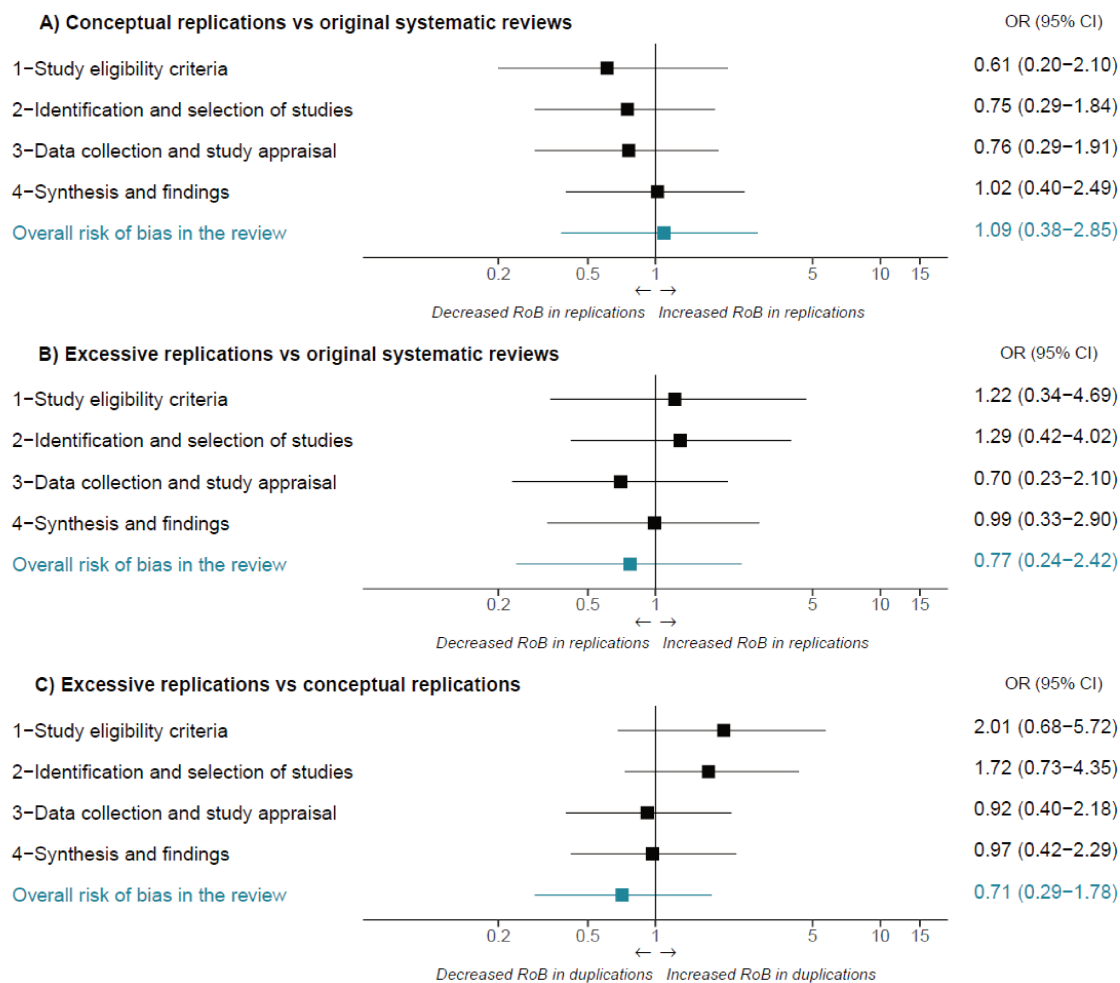 A) Conceptual replications vs original systematic reviews OR (95% CI)
1−Study eligibility criteria 0.61 (0.20−2.10)
2−Identification and selection of studies 0.75 (0.29−1.84)
3−Data collection and study appraisal 0.76 (0.29−1.91)
4−Synthesis and findings 1.02 (0.40−2.49)
Overall risk of bias in the review 1.09 (0.38−2.85)
0.2 0.5 1 5 10 15
← →
Decreased RoB in replications Increased RoB in replications
B) Excessive replications vs original systematic reviews OR (95% CI)
1−Study eligibility criteria 1.22 (0.34−4.69)
2−Identification and selection of studies 1.29 (0.42−4.02)
3−Data collection and study appraisal 0.70 (0.23−2.10)
4−Synthesis and findings 0.99 (0.33−2.90)
Overall risk of bias in the review 0.77 (0.24−2.42)
0.2 0.5 1 5 10 15
← →
Decreased RoB in replications Increased RoB in replications
C) Excessive replications vs conceptual replications OR (95% CI)
1−Study eligibility criteria 2.01 (0.68−5.72)
2−Identification and selection of studies 1.72 (0.73−4.35)
3−Data collection and study appraisal 0.92 (0.40−2.18)
4−Synthesis and findings 0.97 (0.42−2.29)
Overall risk of bias in the review 0.71 (0.29−1.78)
0.2 0.5 1 5 10 15
← →
Decreased RoB in duplications Increased RoB in duplications